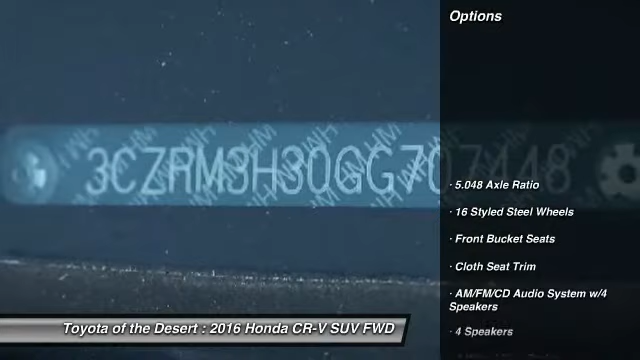 Options
3CZRM3H30GG707148
· 5.048 Axle Ratio
· 16 Styled Steel Wheels
· Front Bucket Seats
· Cloth Seat Trim
· AM/FM/CD Audio System w/4
Speakers
· 4 Speakers
Toyota of the Desert : 2016 Honda CR-V SUV FWD